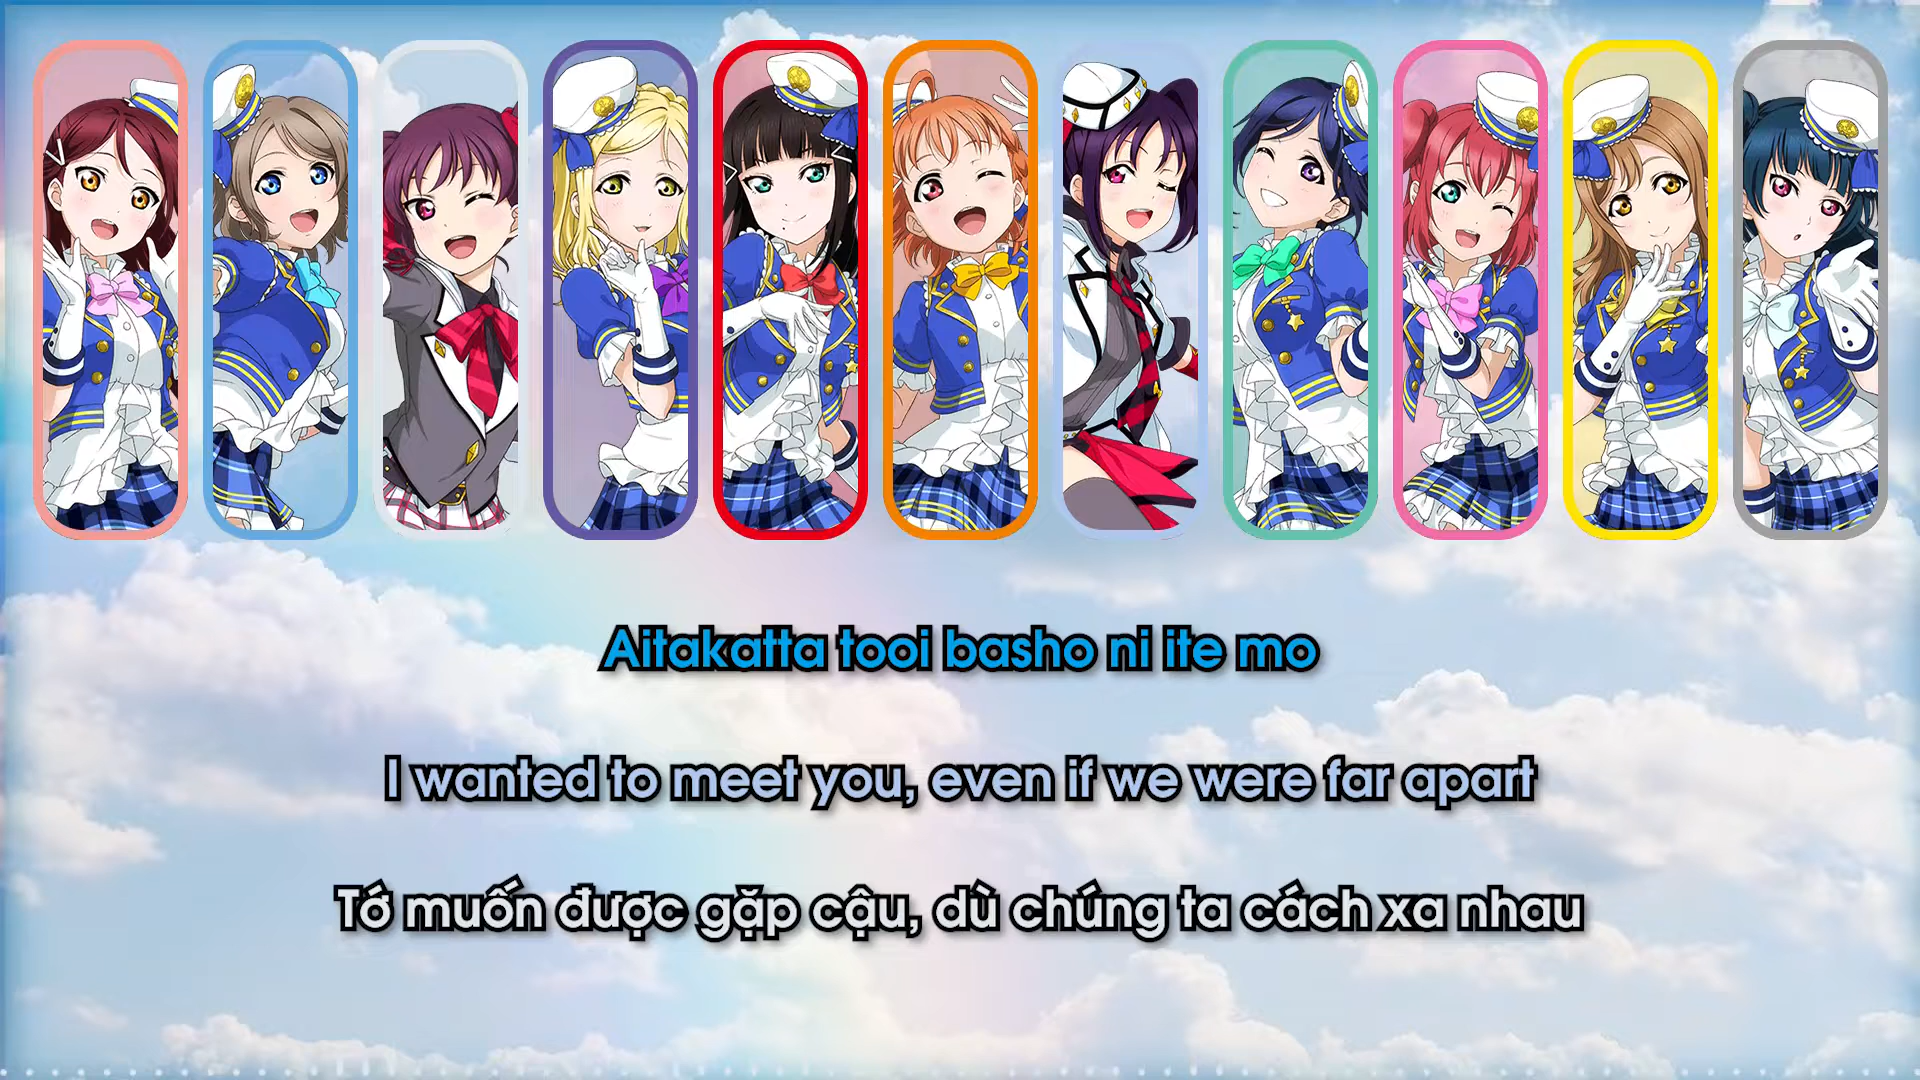 Aitakatta tooi basho ni ite mo
I wanted to meet you, even if we were far apart
Tớ muốn được gặp cậu, dù chúng ta cách xa nhau